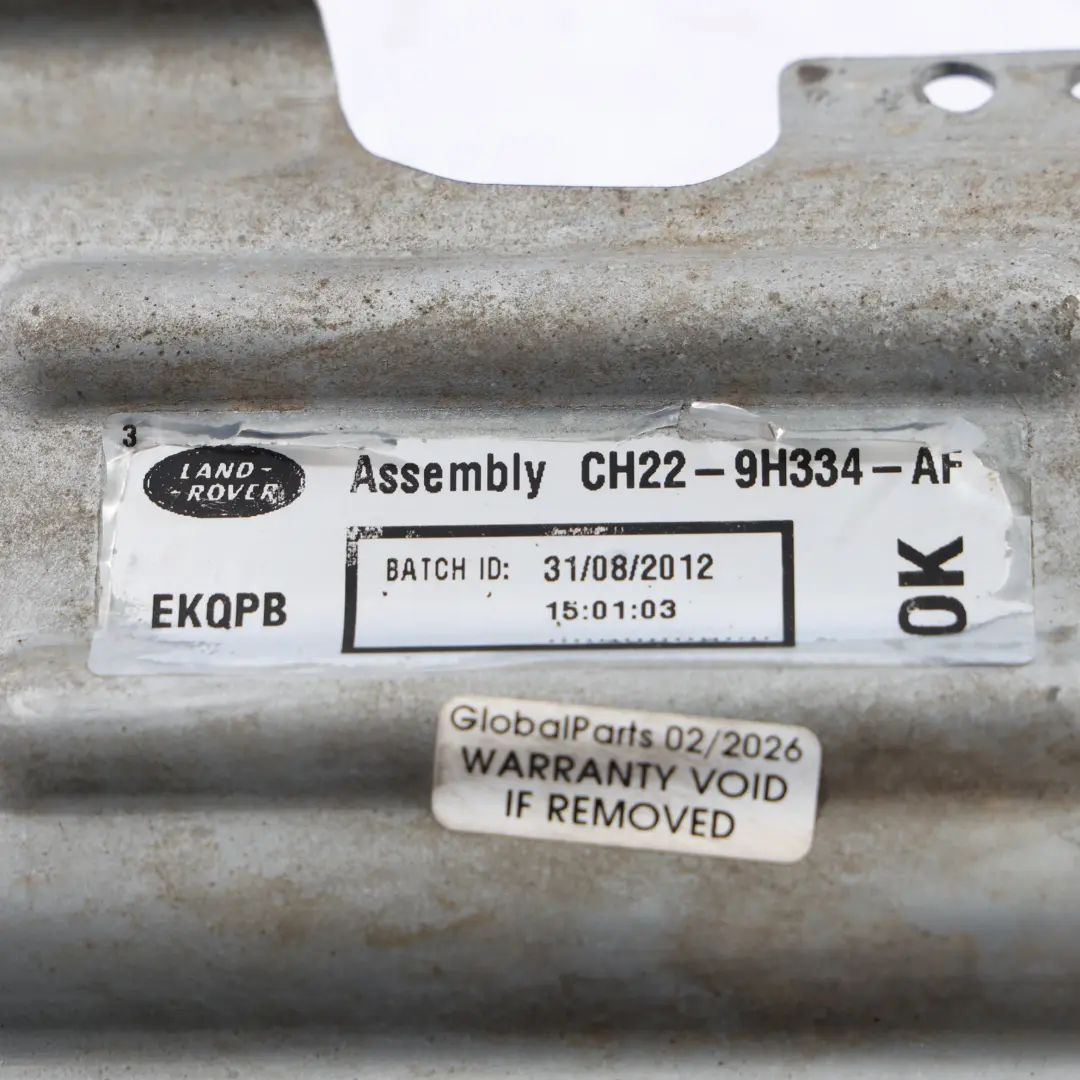 3
LAND-
-ROVER
Assembly CH22-9H334-AF
BATCH ID: 31/08/2012
15:01:03
EKQPB
OK
GlobalParts 02/2026
WARRANTY VOID
IF REMOVED